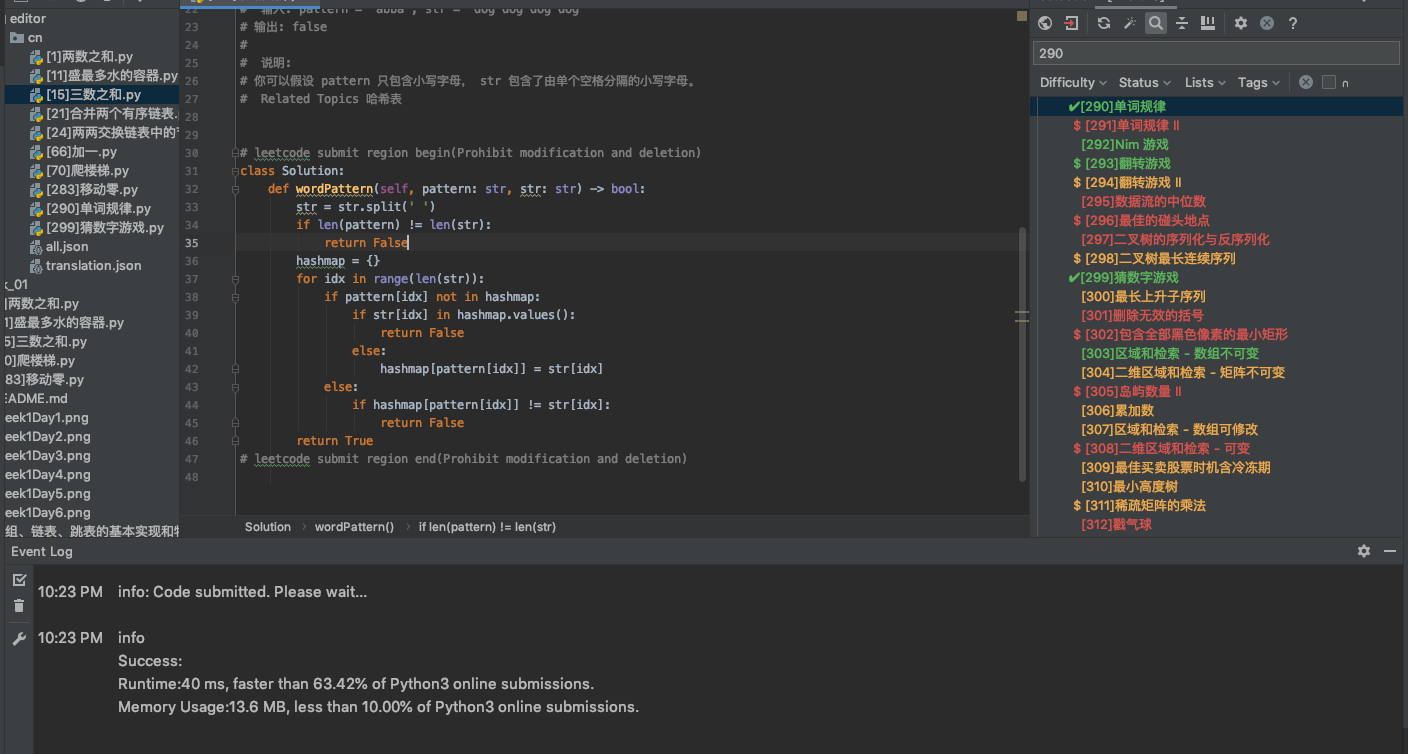 editor
cn
[1]两数之和.py
[11]盛最多水的容器.py
[15]三数之和.py
[21]合并两个有序链表.
[24]两两交换链表中的
[66]加一.py
[70]爬楼梯.py
[283]移动零.py
[290]单词规律.py
[299]猜数字游戏.py
all.json
translation.json
_01
]两数之和.py
1]盛最多水的容器.py
5]三数之和.py
0]爬楼梯.py
83]移动零.py
EADME.md
eek1Day1.png
eek1Day2.png
eek1Day3.png
eek1Day4.png
eek1Day5.png
eek1Day6.png
组、链表、跳表的基本实现和
22 # 输入: pattern = "abba", str = "dog dog dog dog"
23 # 输出: false
24 #
25 # 说明:
26 # 你可以假设 pattern 只包含小写字母， str 包含了由单个空格分隔的小写字母。
27 # Related Topics 哈希表
28
29
30 # leetcode submit region begin(Prohibit modification and deletion)
31 class Solution:
32 def wordPattern(self, pattern: str, str: str) -> bool:
33 str = str.split(' ')
34 if len(pattern) != len(str):
35 return False
36 hashmap = {}
37 for idx in range(len(str)):
38 if pattern[idx] not in hashmap:
39 if str[idx] in hashmap.values():
40 return False
41 else:
42 hashmap[pattern[idx]] = str[idx]
43 else:
44 if hashmap[pattern[idx]] != str[idx]:
45 return False
46 return True
47 # leetcode submit region end(Prohibit modification and deletion)
48
Solution › wordPattern() › if len(pattern) != len(str)
290
Difficulty Status Lists Tags
✔[290]单词规律
$ [291]单词规律 II
[292]Nim 游戏
$ [293]翻转游戏
$ [294]翻转游戏 II
[295]数据流的中位数
$ [296]最佳的碰头地点
[297]二叉树的序列化与反序列化
$ [298]二叉树最长连续序列
✔[299]猜数字游戏
[300]最长上升子序列
[301]删除无效的括号
$ [302]包含全部黑色像素的最小矩形
[303]区域和检索 - 数组不可变
[304]二维区域和检索 - 矩阵不可变
$ [305]岛屿数量 II
[306]累加数
[307]区域和检索 - 数组可修改
$ [308]二维区域和检索 - 可变
[309]最佳买卖股票时机含冷冻期
[310]最小高度树
$ [311]稀疏矩阵的乘法
[312]戳气球
Event Log
10:23 PM info: Code submitted. Please wait...
10:23 PM info
Success:
Runtime:40 ms, faster than 63.42% of Python3 online submissions.
Memory Usage:13.6 MB, less than 10.00% of Python3 online submissions.